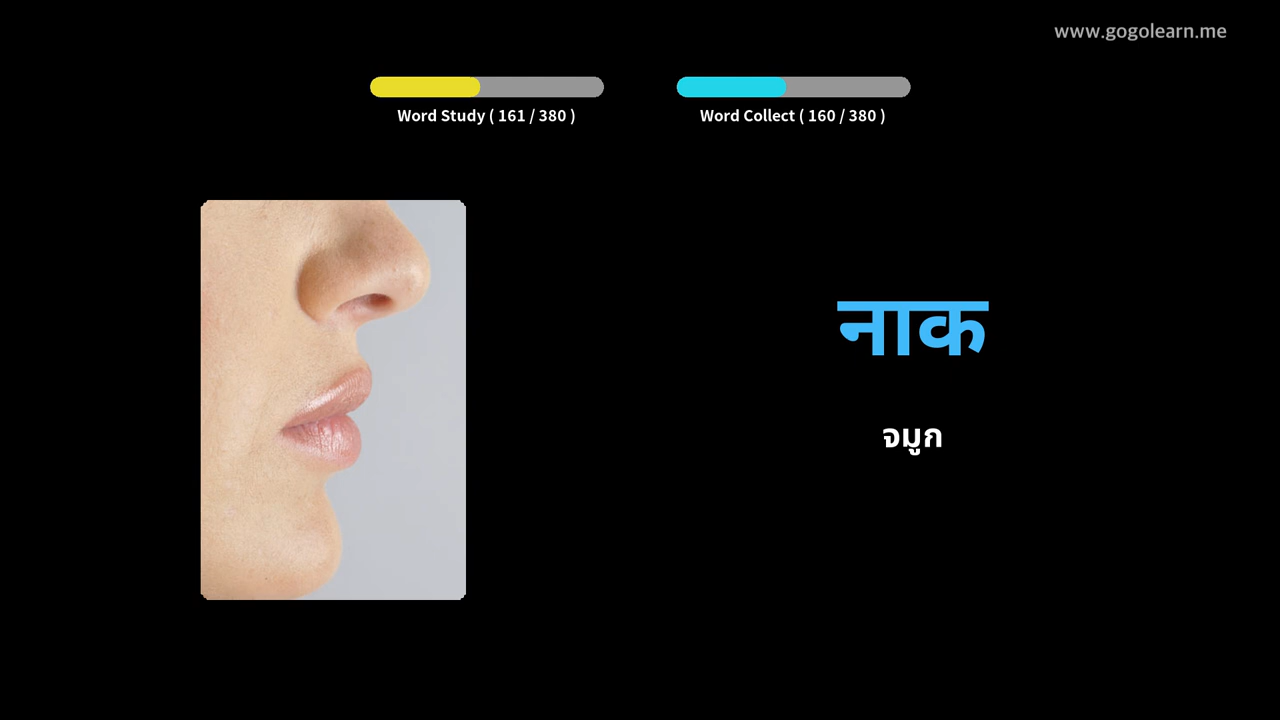 www.gogolearn.me
Word Study ( 161 / 380 )
Word Collect ( 160 / 380 )
नाक
จมูก